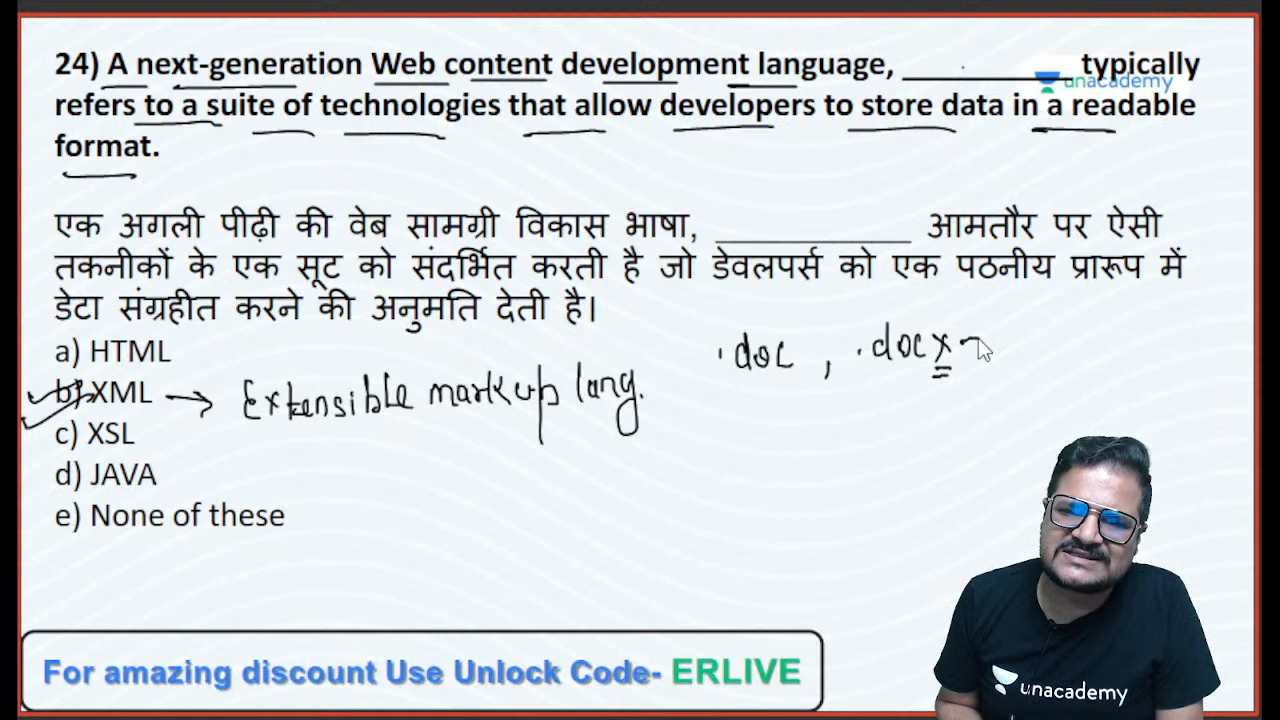 24) A next-generation Web content development language, ____________ typically
unacademy
refers to a suite of technologies that allow developers to store data in a readable
format.
एक अगली पीढ़ी की वेब सामग्री विकास भाषा, ____________ आमतौर पर ऐसी
तकनीकों के एक सूट को संदर्भित करती है जो डेवलपर्स को एक पठनीय प्रारूप में
डेटा संग्रहीत करने की अनुमति देती है।
a) HTML
.doc , .docx
b) XML → Extensible markup lang.
c) XSL
d) JAVA
e) None of these
For amazing discount Use Unlock Code- ERLIVE
unacademy